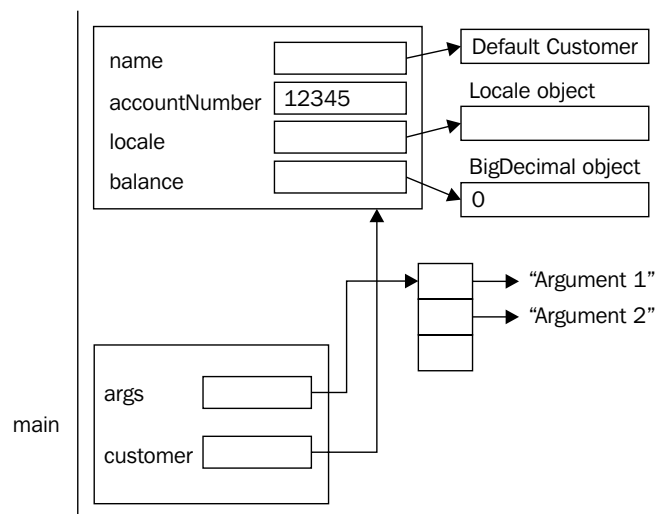 name
Default Customer
accountNumber
12345
Locale object
locale
BigDecimal object
balance
0
“Argument 1”
“Argument 2”
args
main
customer